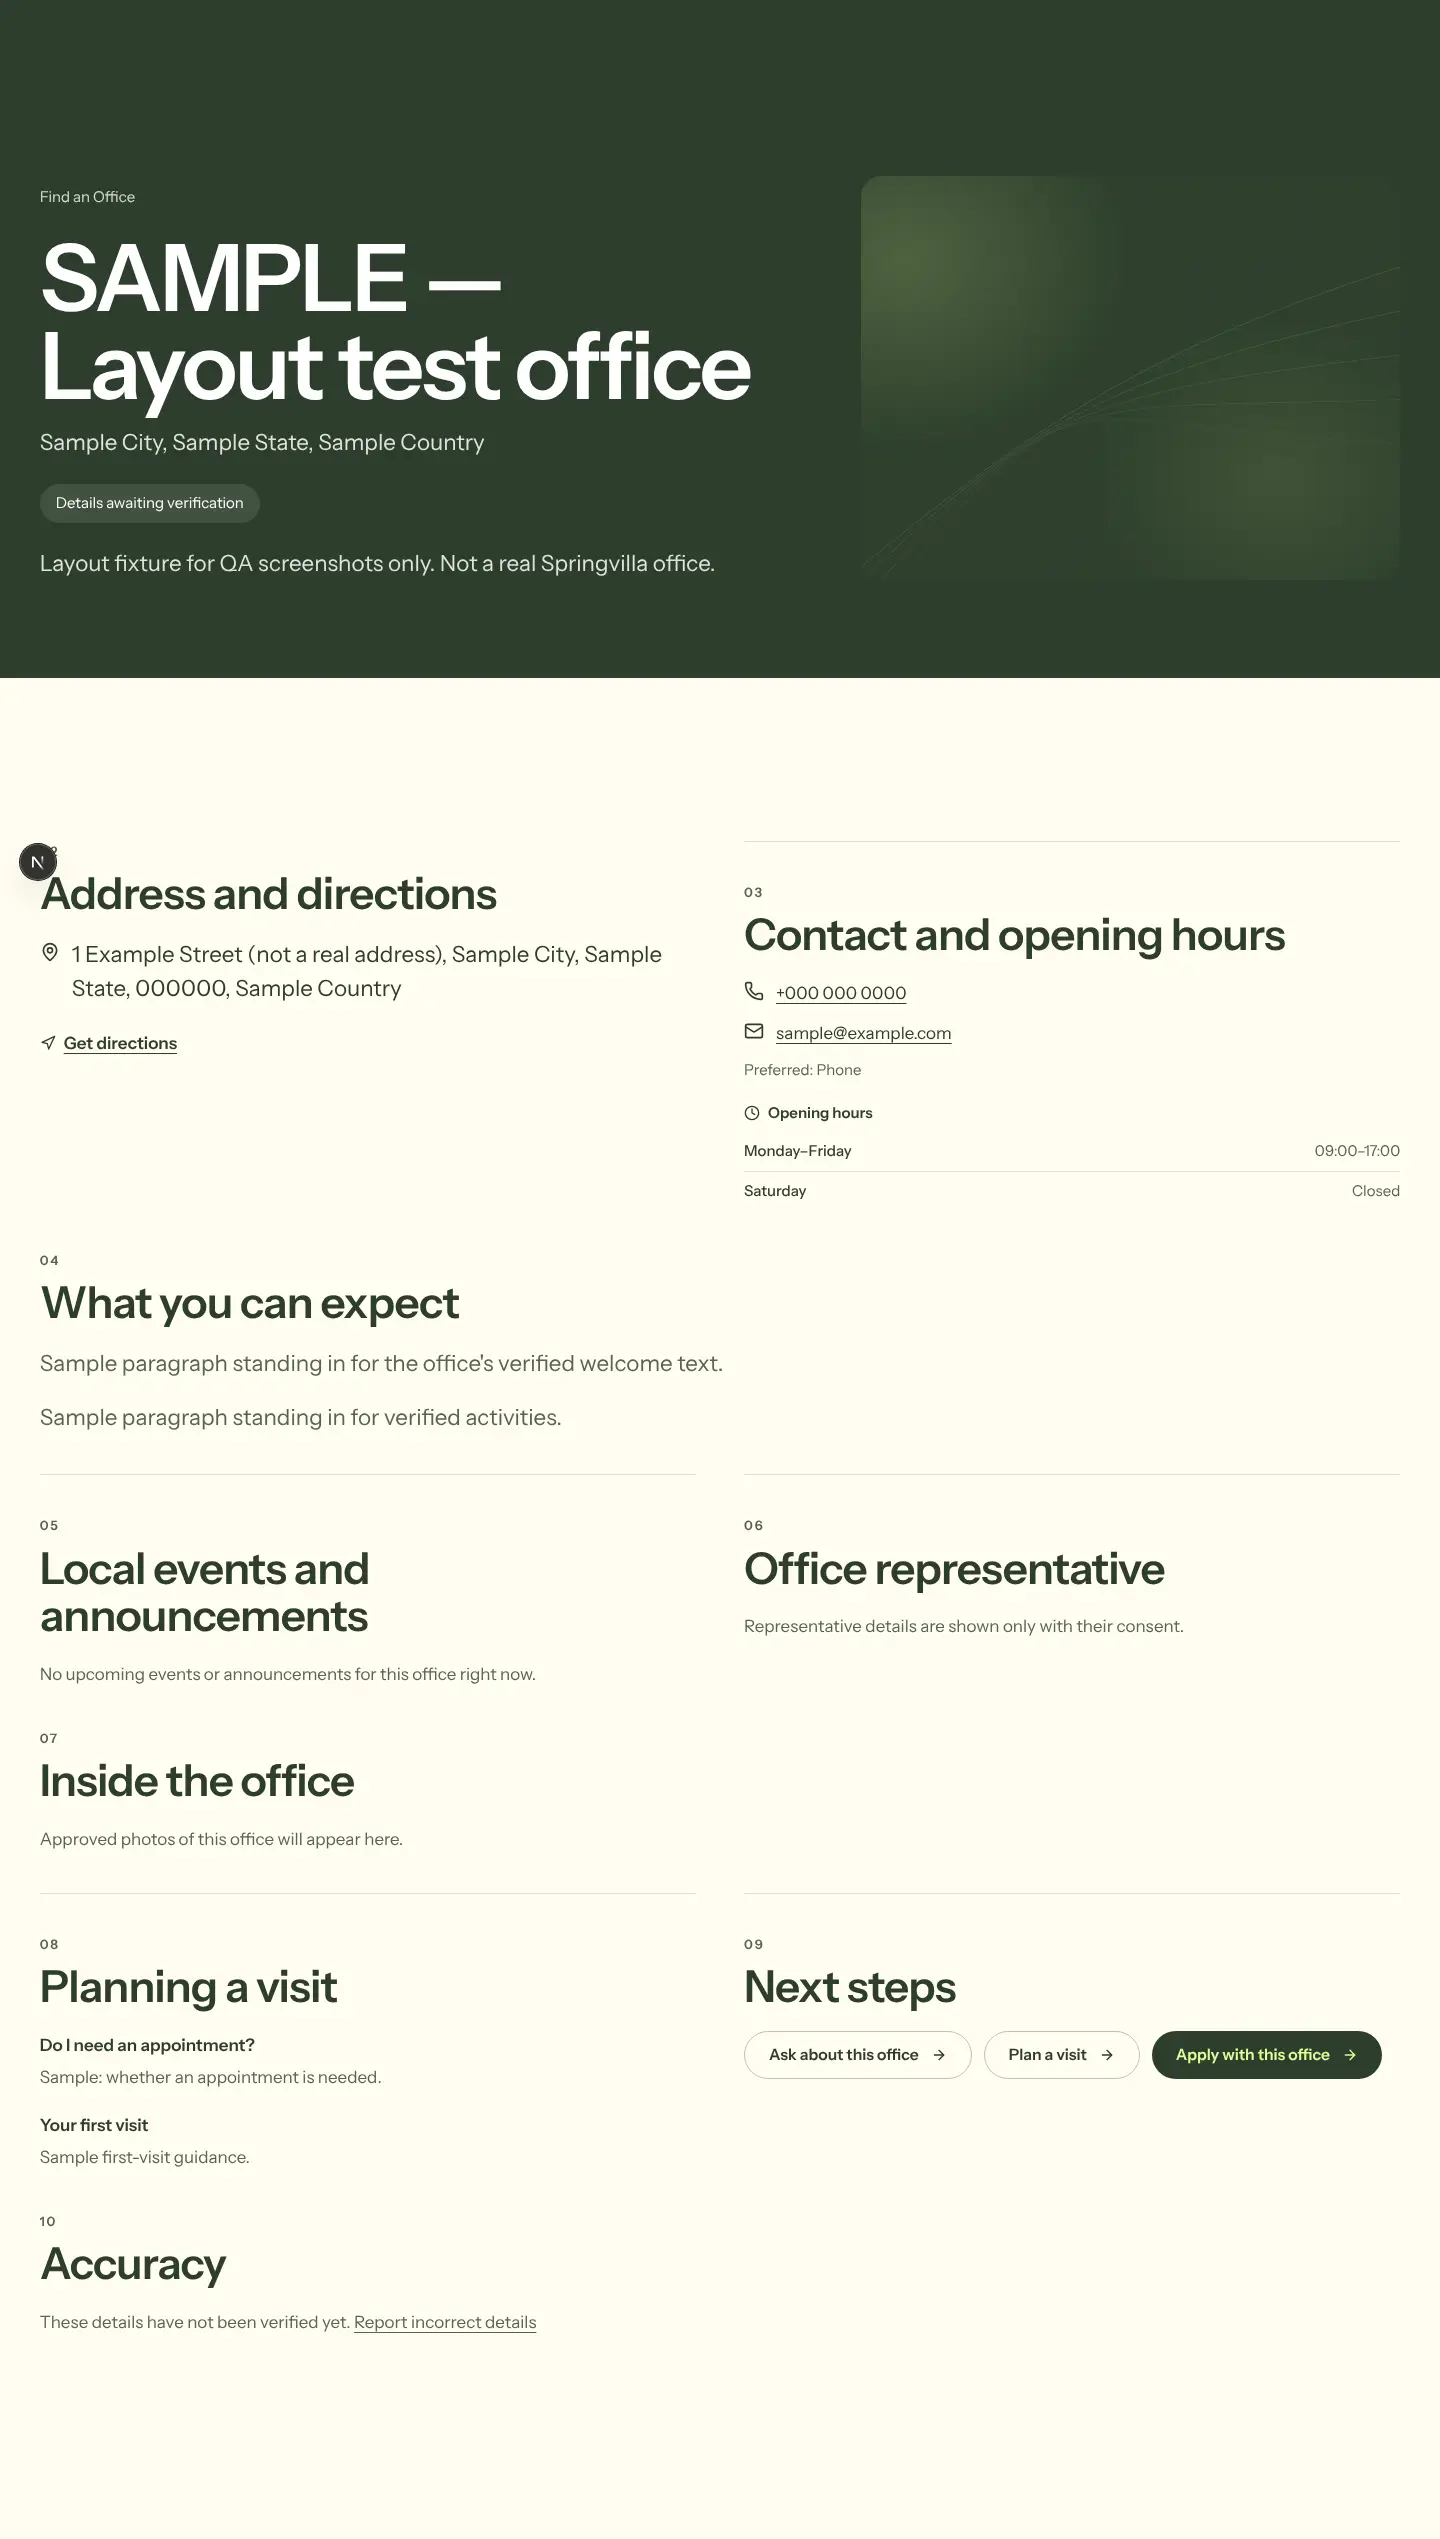 Find an Office
SAMPLE —
Layout test office
Sample City, Sample State, Sample Country
Details awaiting verification
Layout fixture for QA screenshots only. Not a real Springvilla office.
N
Address and directions
1 Example Street (not a real address), Sample City, Sample
State, 000000, Sample Country
Get directions
03
Contact and opening hours
+000 000 0000
sample@example.com
Preferred: Phone
Opening hours
Monday–Friday 09:00–17:00
Saturday Closed
04
What you can expect
Sample paragraph standing in for the office's verified welcome text.
Sample paragraph standing in for verified activities.
05
Local events and
announcements
No upcoming events or announcements for this office right now.
06
Office representative
Representative details are shown only with their consent.
07
Inside the office
Approved photos of this office will appear here.
08
Planning a visit
Do I need an appointment?
Sample: whether an appointment is needed.
Your first visit
Sample first-visit guidance.
09
Next steps
Ask about this office → Plan a visit → Apply with this office →
10
Accuracy
These details have not been verified yet. Report incorrect details